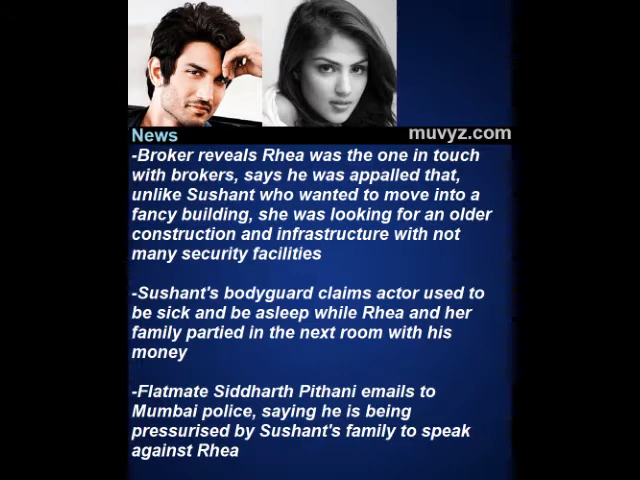 News
muvyz.com
-Broker reveals Rhea was the one in touch
with brokers, says he was appalled that,
unlike Sushant who wanted to move into a
fancy building, she was looking for an older
construction and infrastructure with not
many security facilities
-Sushant's bodyguard claims actor used to
be sick and be asleep while Rhea and her
family partied in the next room with his
money
-Flatmate Siddharth Pithani emails to
Mumbai police, saying he is being
pressurised by Sushant's family to speak
against Rhea